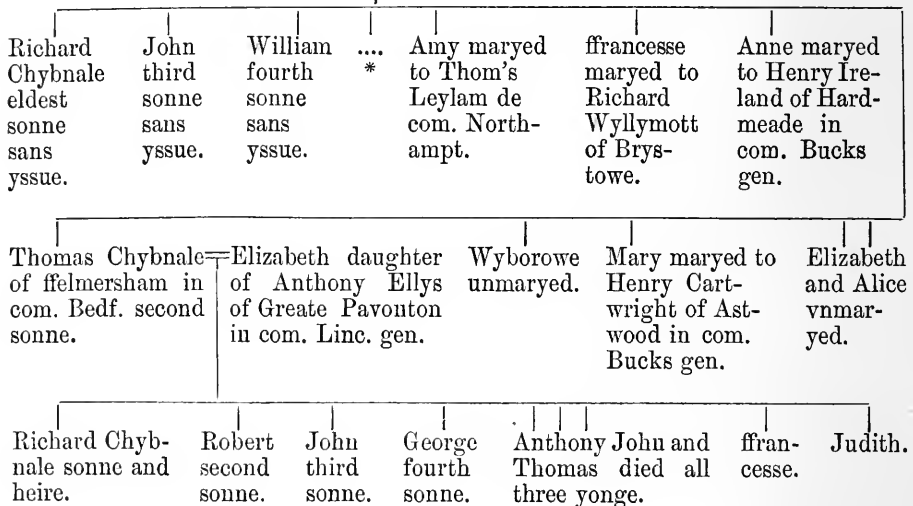 Richard
Chybnale
eldest
sonne
sans
yssue.
John
third
sonne
sans
yssue.
William
fourth
sonne
sans
yssue.
....
*
Amy maryed
to Thom's
Leylam de
com. North-
ampt.
ffrancesse
maryed to
Richard
Wyllymott
of Brys-
towe.
Anne maryed
to Henry Ire-
land of Hard-
meade in
com. Bucks
gen.
Thomas Chybnale
of ffelmersham in
com. Bedf. second
sonne.
Elizabeth daughter
of Anthony Ellys
of Greate Pavonton
in com. Linc. gen.
Wyborowe
unmaryed.
Mary maryed to
Henry Cart-
wright of Ast-
wood in com.
Bucks gen.
Elizabeth
and Alice
vnmar-
yed.
Richard Chyb-
nale sonne and
heire.
Robert
second
sonne.
John
third
sonne.
George
fourth
sonne.
Anthony John and
Thomas died all
three yonge.
ffran-
cesse.
Judith.